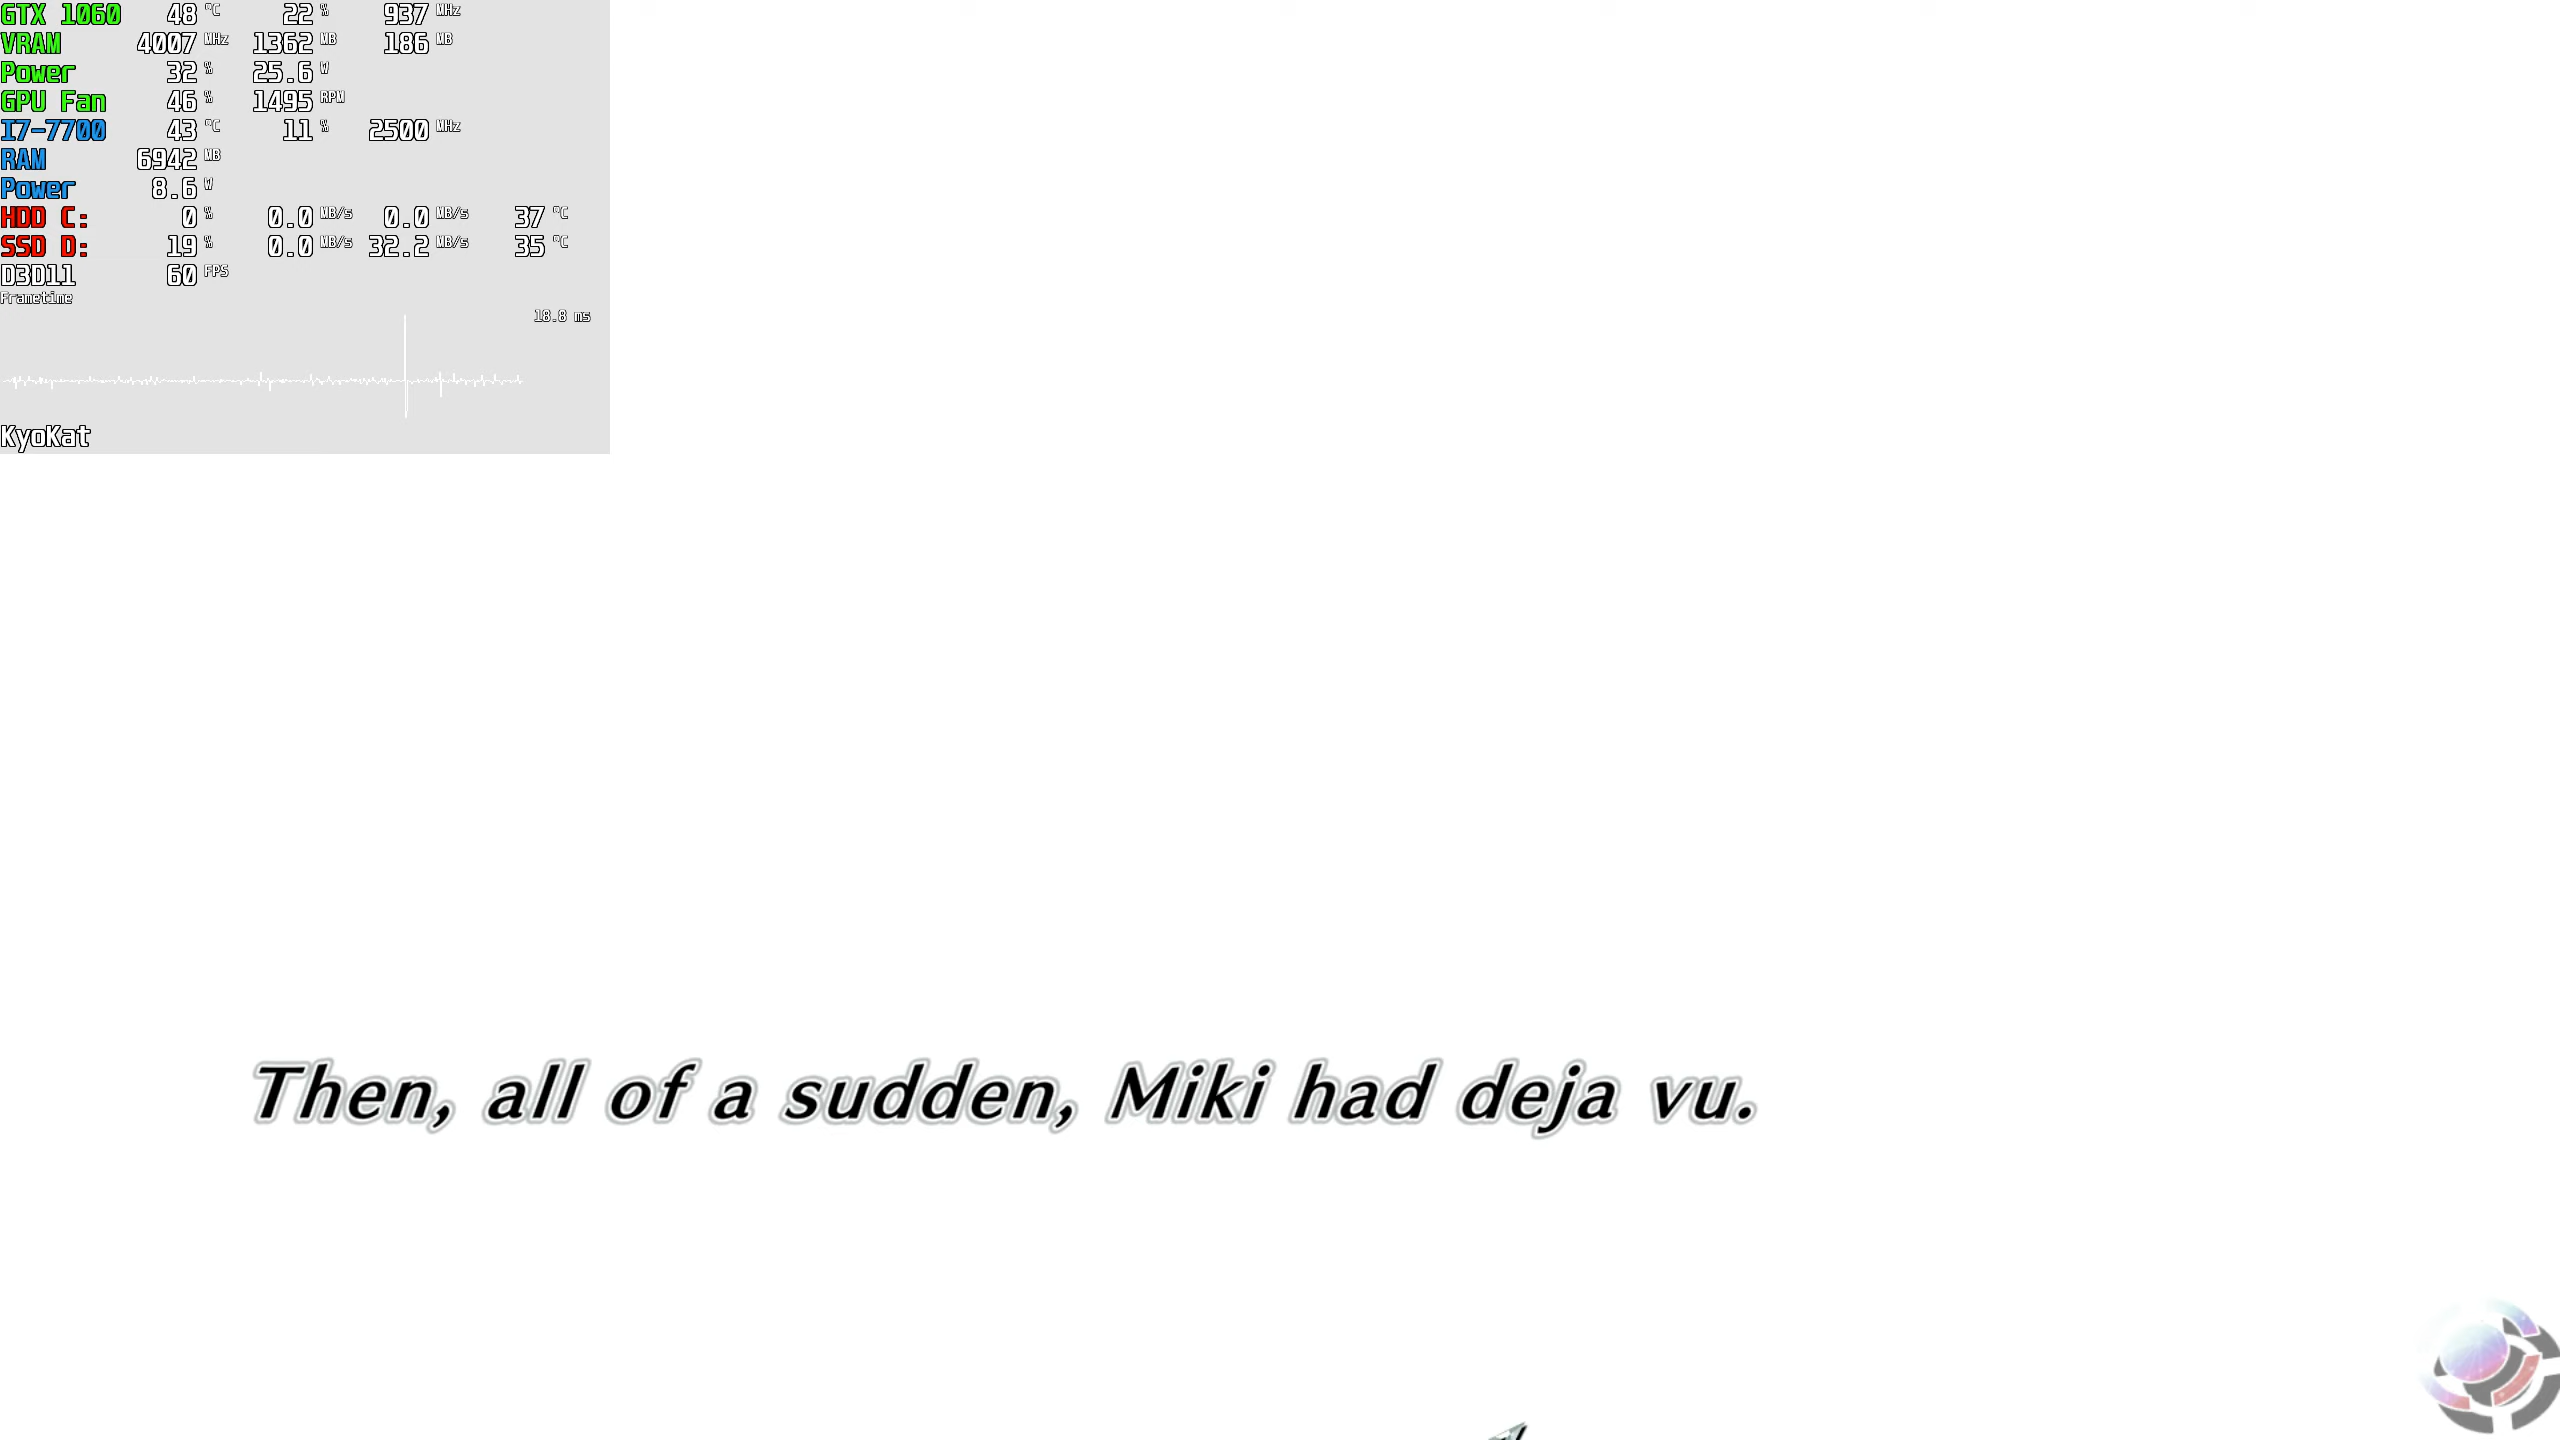 GTX 1060 48 °C 22 % 937 MHz
VRAM 4007 MHz 1362 MB 186 MB
Power 32 % 25.6 W
GPU Fan 46 % 1495 RPM
I7-7700 43 °C 11 % 2500 MHz
RAM 6942 MB
Power 8.6 W
HDD C: 0 % 0.0 MB/s 0.0 MB/s 37 °C
SSD D: 19 % 0.0 MB/s 32.2 MB/s 35 °C
D3D11 60 FPS
Frametime
18.8 ms
KyoKat
Then, all of a sudden, Miki had deja vu.